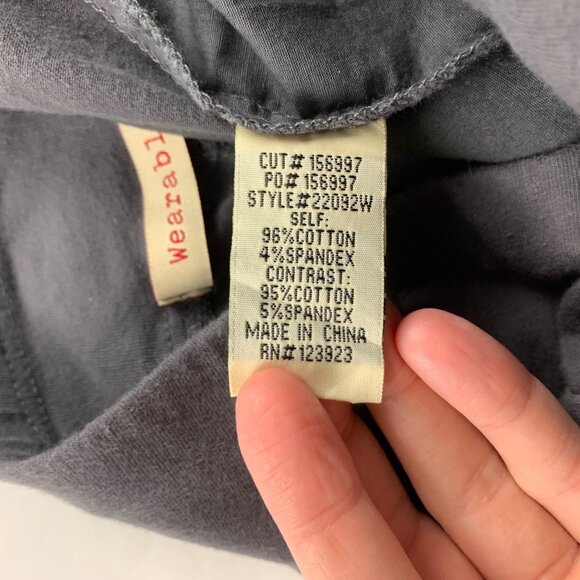 CUT# 156997
PO# 156997
STYLE#22092W
SELF:
96%COTTON
4%SPANDEX
CONTRAST:
95%COTTON
5%SPANDEX
MADE IN CHINA
RN#123923
Wearabl